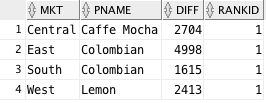 MKT PNAME DIFF RANKID
1 Central Caffe Mocha 2704 1
2 East Colombian 4998 1
3 South Colombian 1615 1
4 West Lemon 2413 1